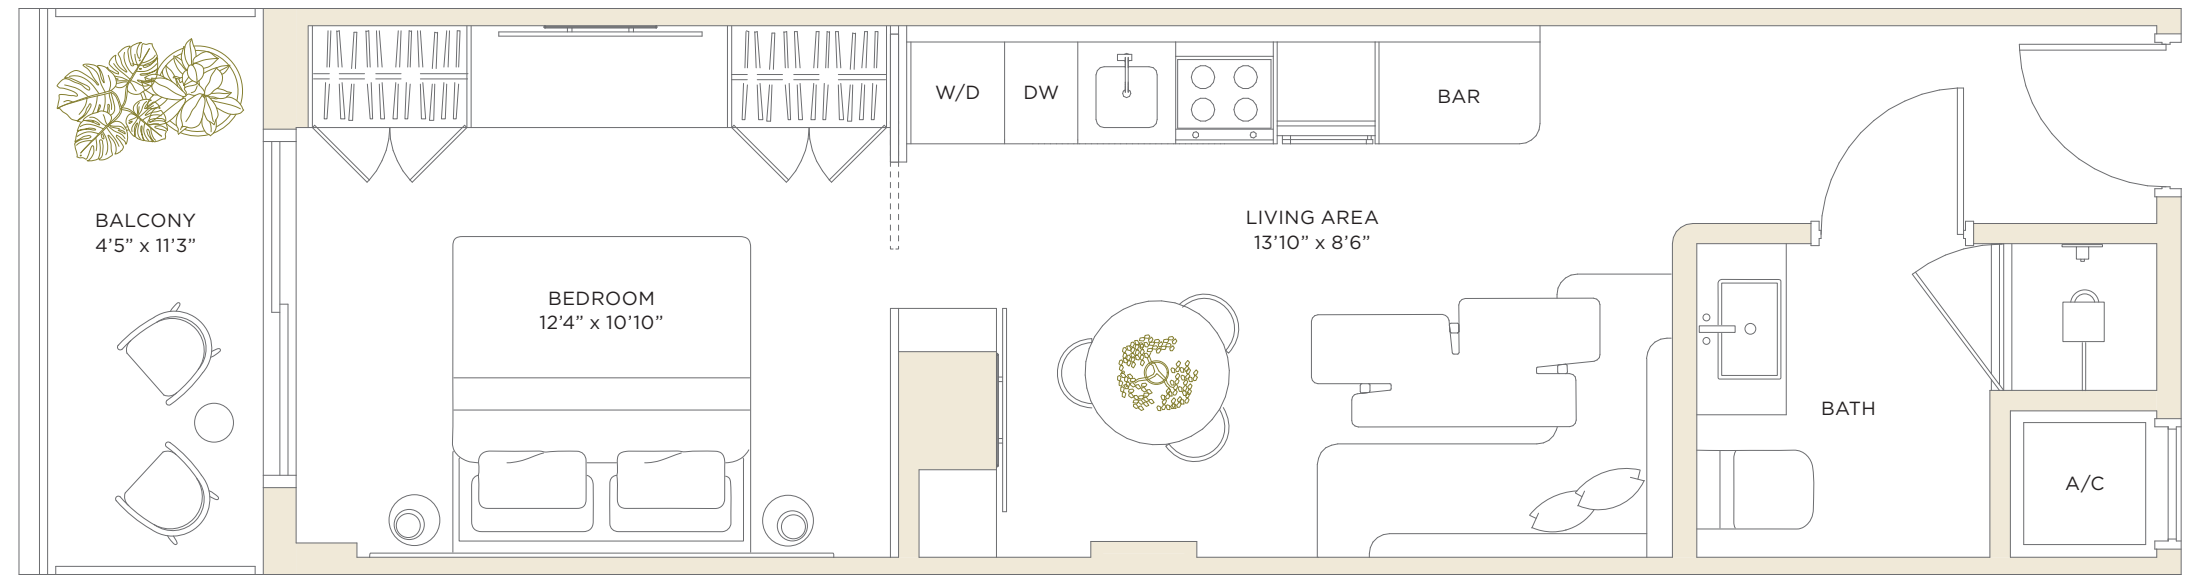 W/D
DW
BAR
BALCONY
4’5” x 11’3”
LIVING AREA
13’10” x 8’6”
BEDROOM
12’4” x 10’10”
BATH
A/C